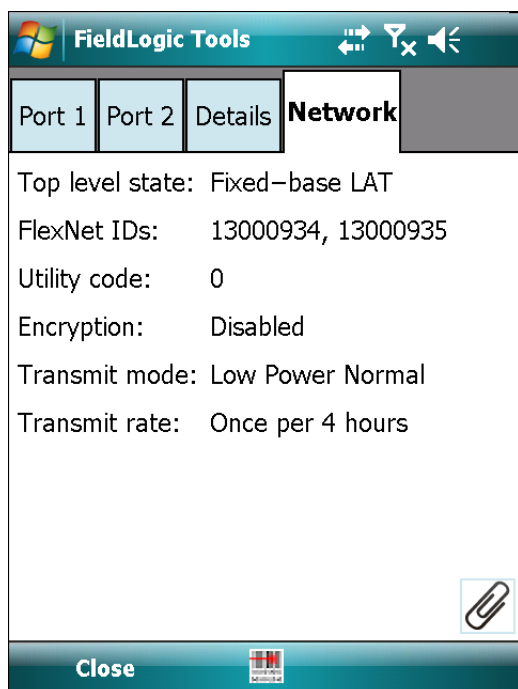 FieldLogic Tools
Port 1 Port 2 Details Network
Top level state: Fixed-base LAT
FlexNet IDs: 13000934, 13000935
Utility code: 0
Encryption: Disabled
Transmit mode: Low Power Normal
Transmit rate: Once per 4 hours
Close